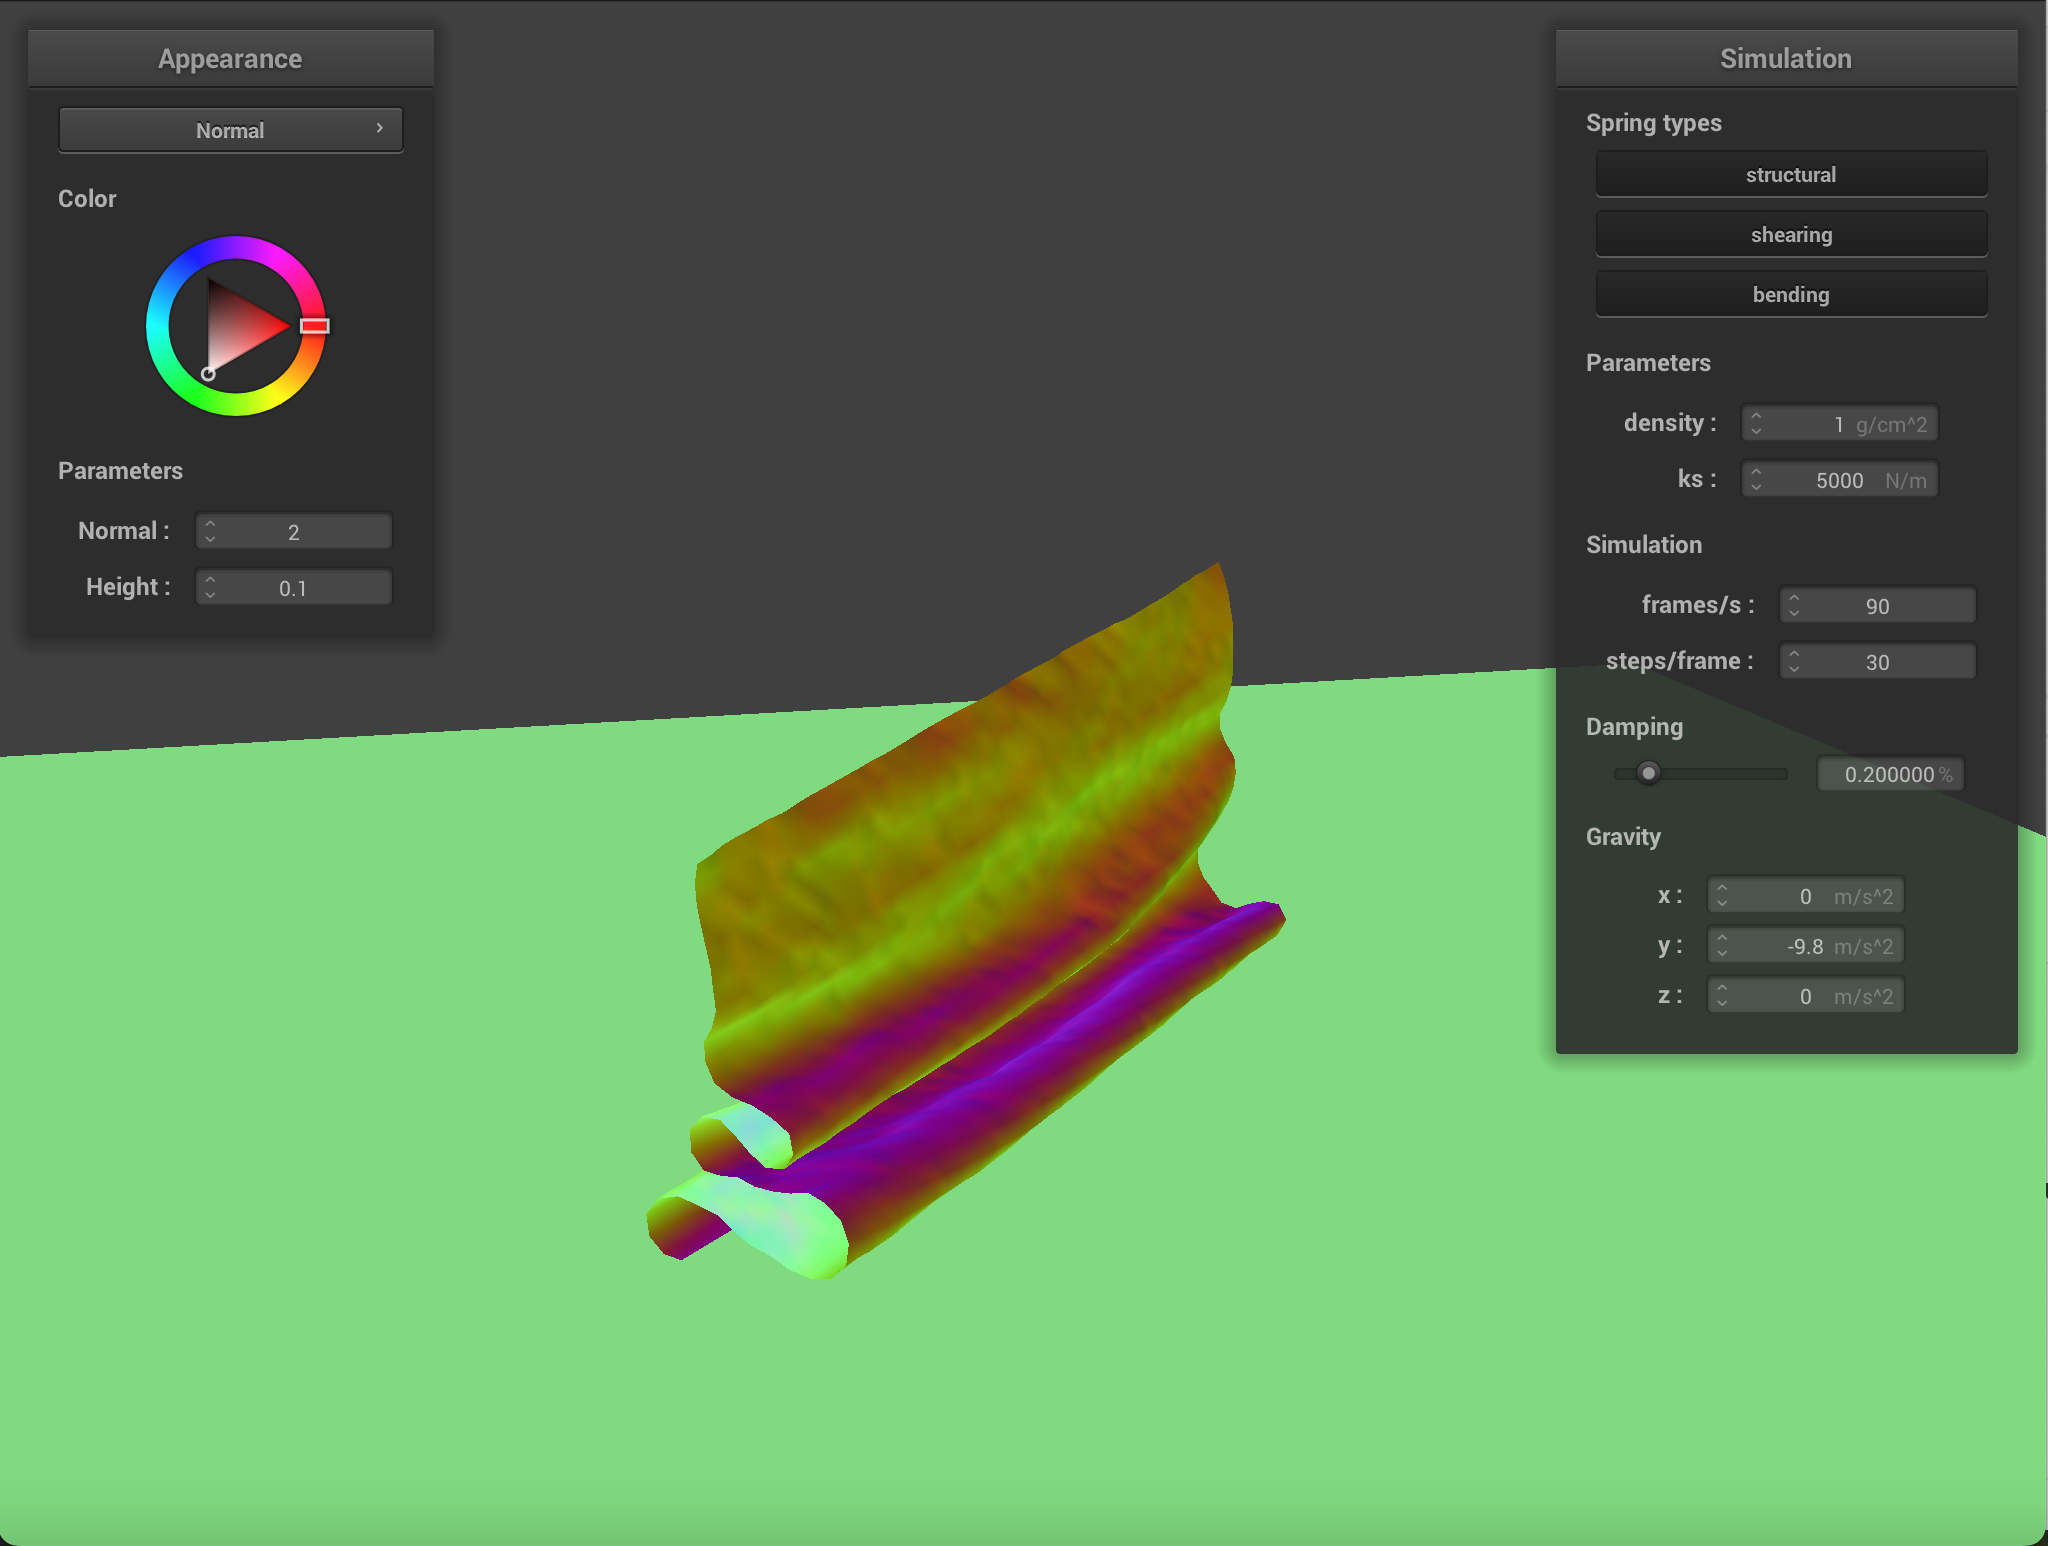 Appearance
Normal
Color
Parameters
Normal : 2
Height : 0.1
Simulation
Spring types
structural
shearing
bending
Parameters
density : 1 g/cm^2
ks : 5000 N/m
Simulation
frames/s : 90
steps/frame : 30
Damping
0.200000 %
Gravity
x : 0 m/s^2
y : -9.8 m/s^2
z : 0 m/s^2